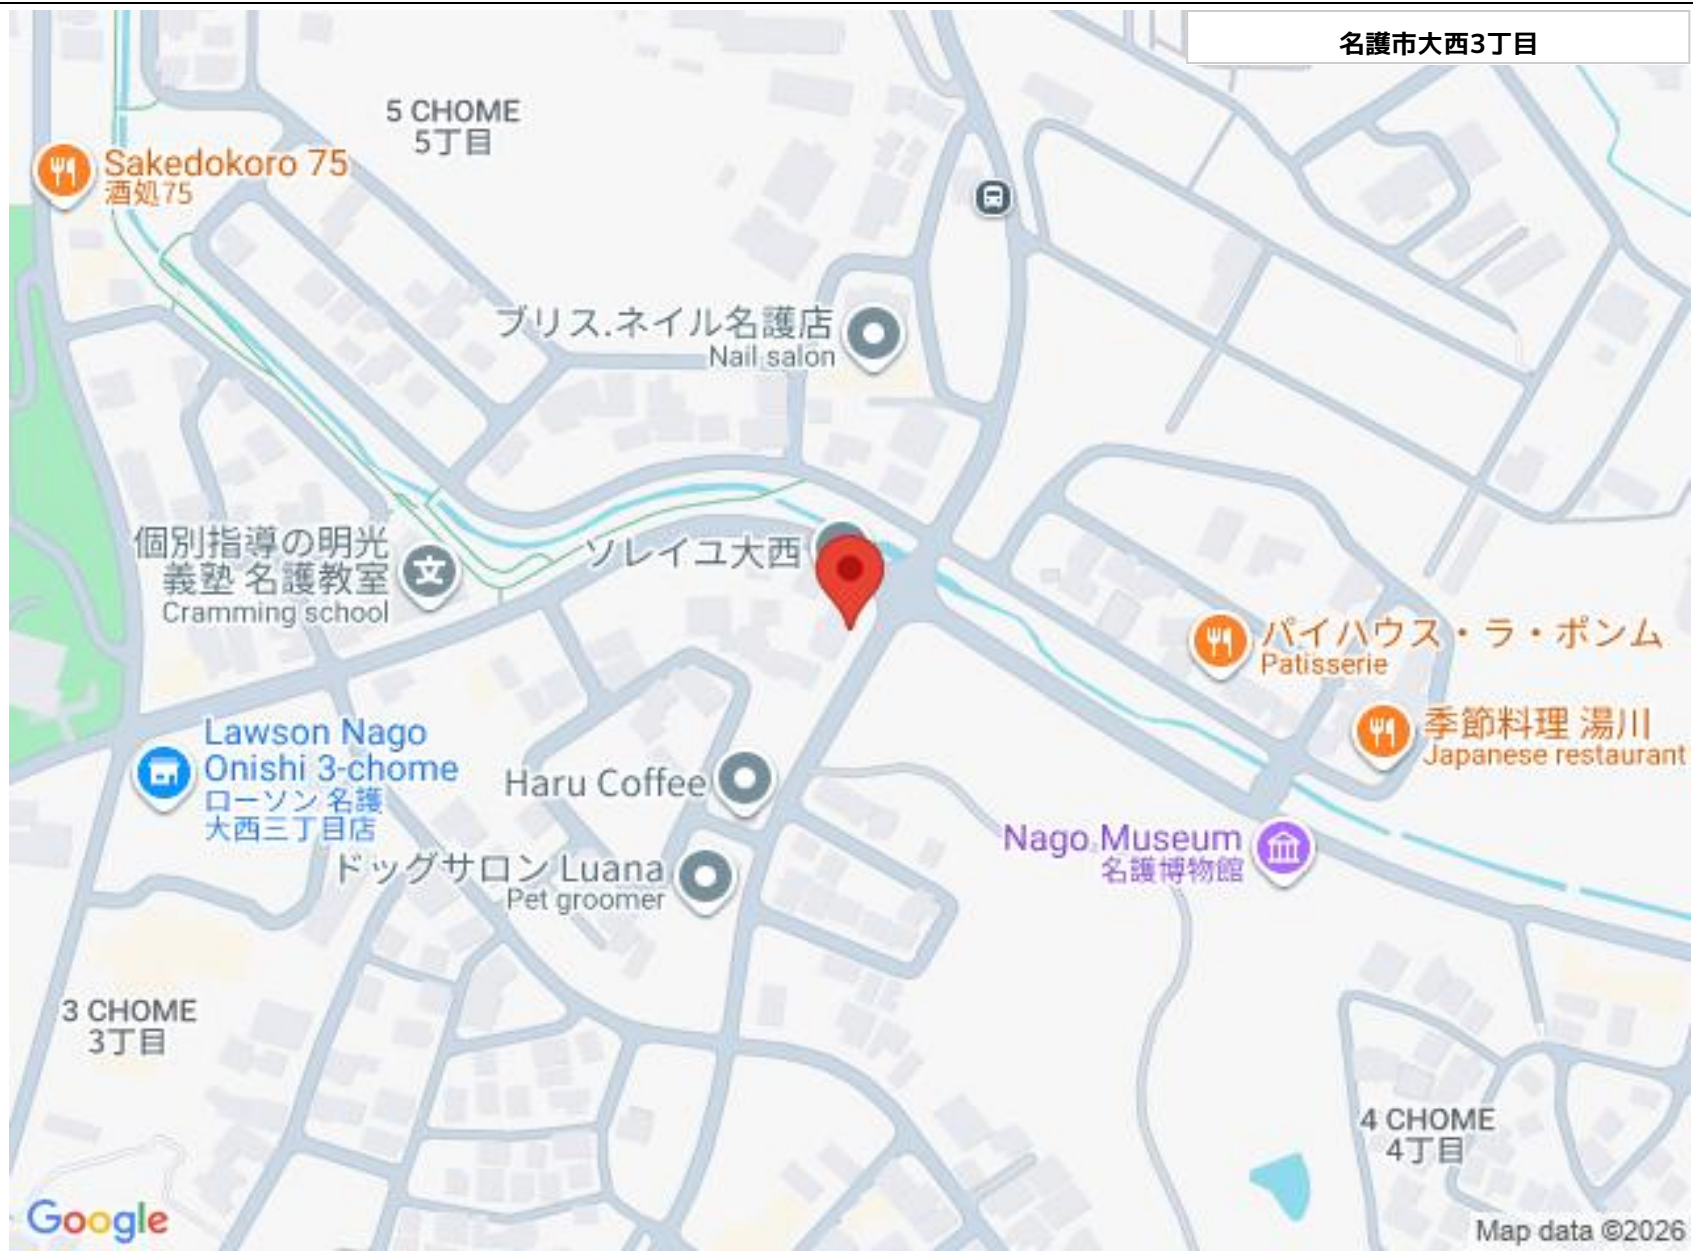 名護市大西3丁目
5 CHOME
5丁目
Sakedokoro 75
酒処75
ブリス.ネイル名護店
Nail salon
個別指導の明光
義塾 名護教室
Cramming school
ソレイユ大西
パイハウス・ラ・ポンム
Patisserie
季節料理 湯川
Japanese restaurant
Lawson Nago
Onishi 3-chome
ローソン 名護
大西三丁目店
Haru Coffee
Nago Museum
名護博物館
ドッグサロン Luana
Pet groomer
3 CHOME
3丁目
4 CHOME
4丁目
Google
Map data ©2026